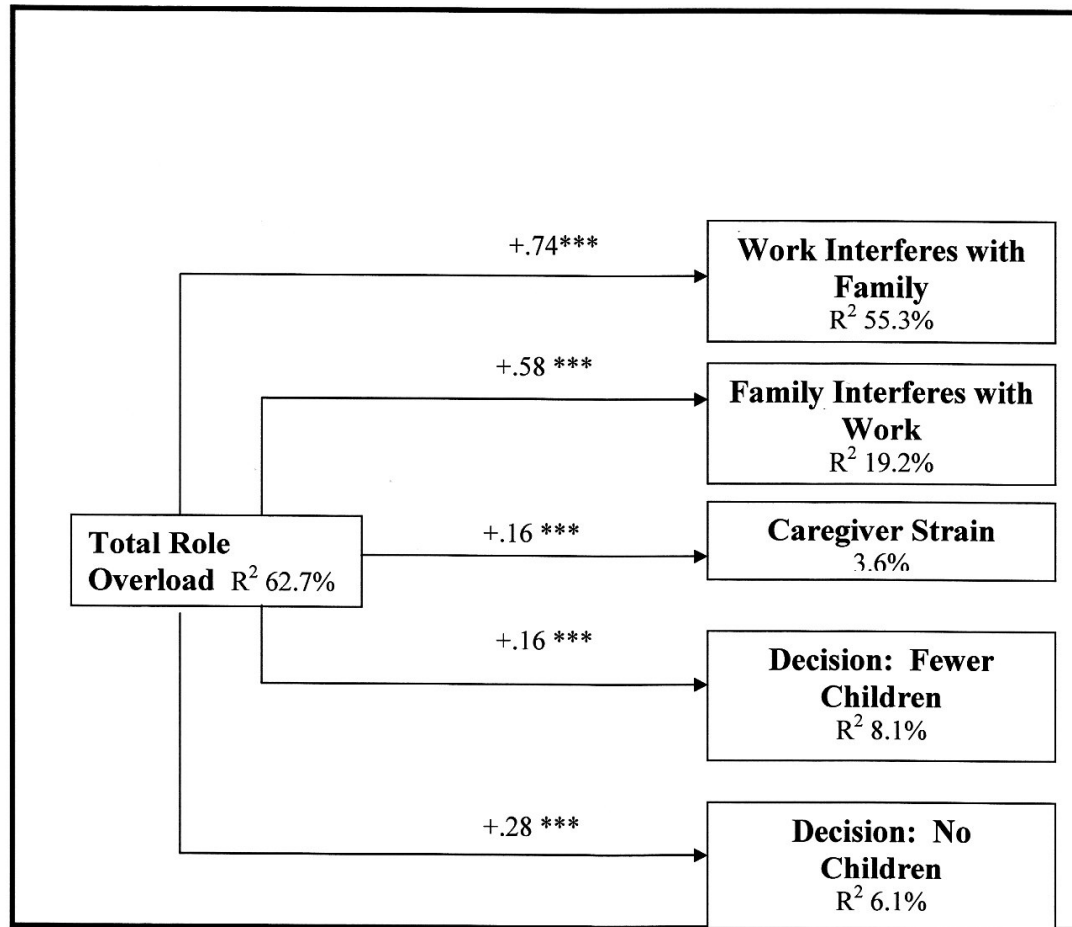 +.74***
Work Interferes with
Family
R² 55.3%
+.58 ***
Family Interferes with
Work
R² 19.2%
Total Role
Overload R² 62.7%
+.16 ***
Caregiver Strain
3.6%
+.16 ***
Decision: Fewer
Children
R² 8.1%
+.28 ***
Decision: No
Children
R² 6.1%